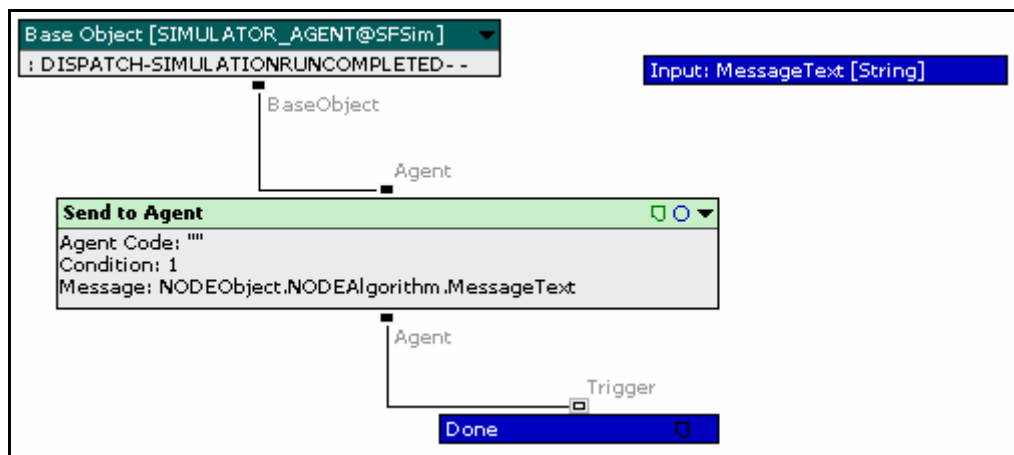 Base Object [SIMULATOR_AGENT@SFSim]
: DISPATCH-SIMULATIONRUNCOMPLETED--
Input: MessageText [String]
BaseObject
Agent
Send to Agent
Agent Code: ""
Condition: 1
Message: NODEObject.NODEAlgorithm.MessageText
Agent
Trigger
Done